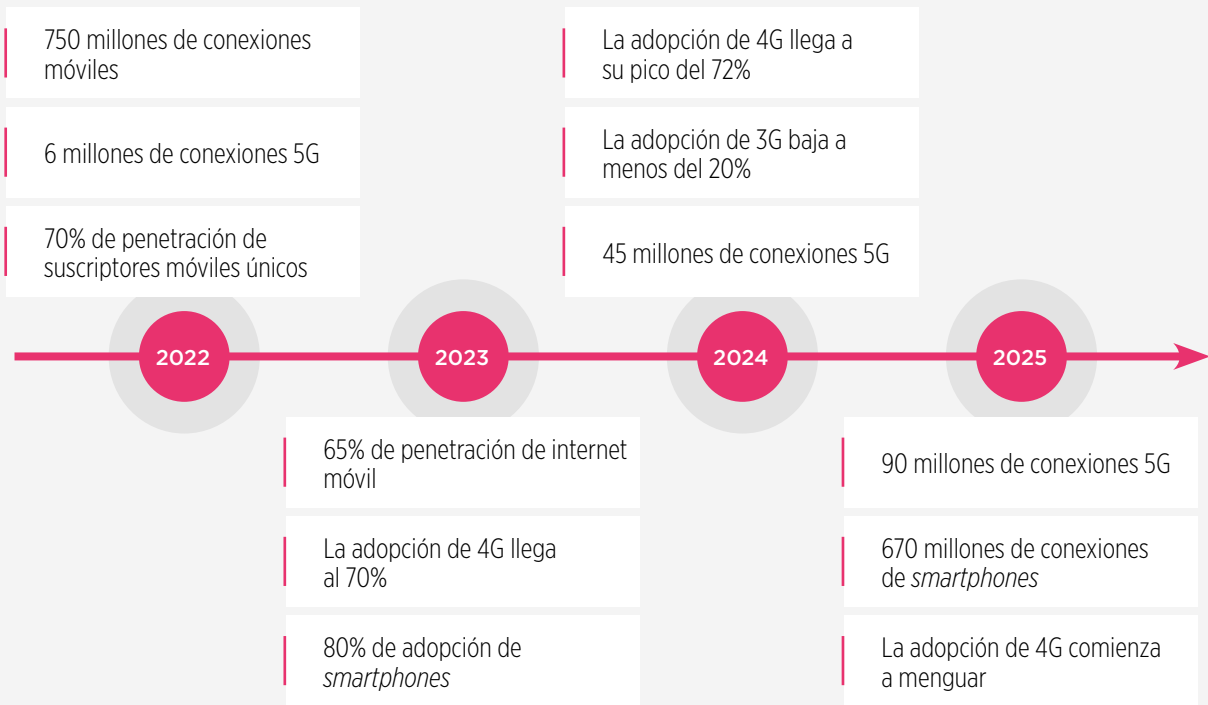 750 millones de conexiones
móviles
6 millones de conexiones 5G
70% de penetración de
suscriptores móviles únicos
La adopción de 4G llega a
su pico del 72%
La adopción de 3G baja a
menos del 20%
45 millones de conexiones 5G
2022
2023
2024
2025
65% de penetración de internet
móvil
La adopción de 4G llega
al 70%
80% de adopción de
smartphones
90 millones de conexiones 5G
670 millones de conexiones
de smartphones
La adopción de 4G comienza
a menguar